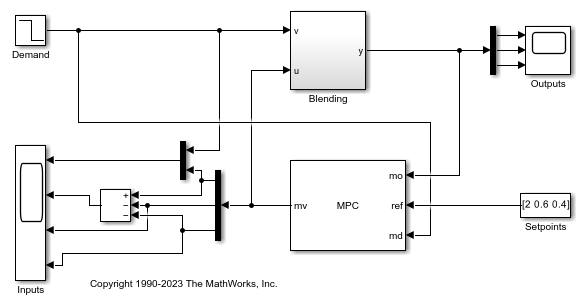 Demand
v
u
y
Blending
Outputs
mo
mv
MPC
ref
md
[2 0.6 0.4]
Setpoints
+
−
−
Inputs
Copyright 1990-2023 The MathWorks, Inc.